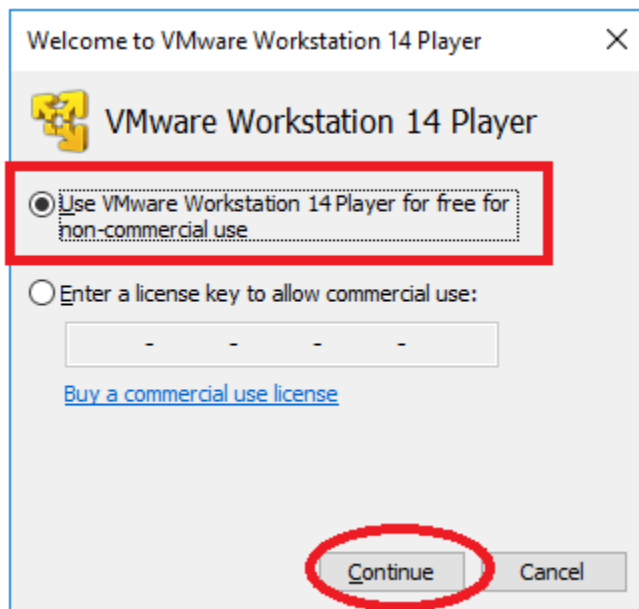 Welcome to VMware Workstation 14 Player
VMware Workstation 14 Player
Use VMware Workstation 14 Player for free for
non-commercial use
Enter a license key to allow commercial use:
- - - -
Buy a commercial use license
Continue Cancel